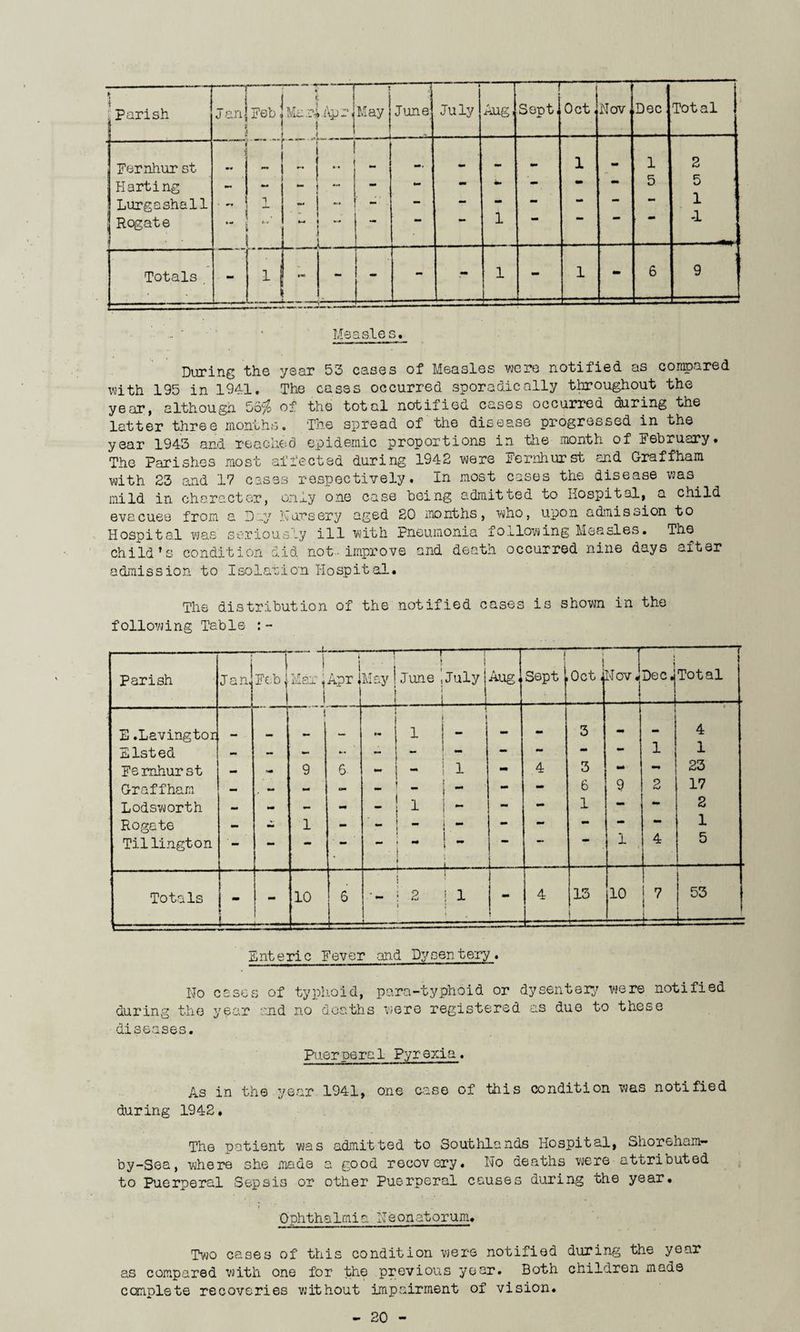 Parish Jan Feb Mar Apr May June July Aug. Sept Oct Nov Dec Total
Fernhurst - - - - - - - - - 1 - 1 2
Harting - - - - - - - - - - - 5 5
Lurgashall - 1 - - - - - - - - - - 1
Rogate - - - - - - - 1 - - - - 1
Totals. - 1 - - - - - 1 - 1 - 6 9
Measles.
During the year 53 cases of Measles were notified as compared
with 195 in 1941. The cases occurred sporadically throughout the
year, although 58% of the total notified cases occurred during the
latter three months. The spread of the disease progressed in the
year 1943 and reached epidemic proportions in the month of February.
The Parishes most affected during 1942 were Fernhurst and Graffham
with 23 and 17 cases respectively. In most cases the disease was
mild in character, only one case being admitted to Hospital, a child
evacuee from a Day Nursery aged 20 months, who, upon admission to
Hospital was seriously ill with Pneumonia following Measles. The
child's condition did not improve and death occurred nine days after
admission to Isolation Hospital.
The distribution of the notified cases is shown in the
following Table :-
Parish Jan. Feb. Mar. Apr. May June July Aug. Sept. Oct. Nov. Dec. Total
E.Lavington - - - - - 1 - - - 3 - - 4
Elsted - - - - - - - - - - - 1 1
Fernhurst - - 9 6 - - 1 - 4 3 - - 23
Graffham - - - - - - - - - 6 9 2 17
Lodsworth - - - - - 1 - - - 1 - - 2
Rogate - - 1 - - - - - - - - - 1
Tillington - - - - - - - - - - 1 4 5
Totals - - 10 6 - 2 1 - 4 13 10 7 53
Enteric Fever and Dysentery.
No cases of typhoid, para-typhoid or dysentery were notified
during the year and no deaths were registered as due to these
diseases.
Puerperal Pyrexia.
As in the year 1941, one case of this condition was notified
during 1942.
The patient was admitted to Southlands Hospital, Shoreham-
by-Sea, where she made a good recovery. No deaths were attributed
to Puerperal Sepsis or other Puerperal causes during the year.
Ophthalmia Neonatorum.
Two cases of this condition were notified during the year
as compared with one for the previous year. Both children made
complete recoveries without impairment of vision.
- 20 -